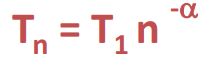 Tₙ = T₁ n⁻ᵅ